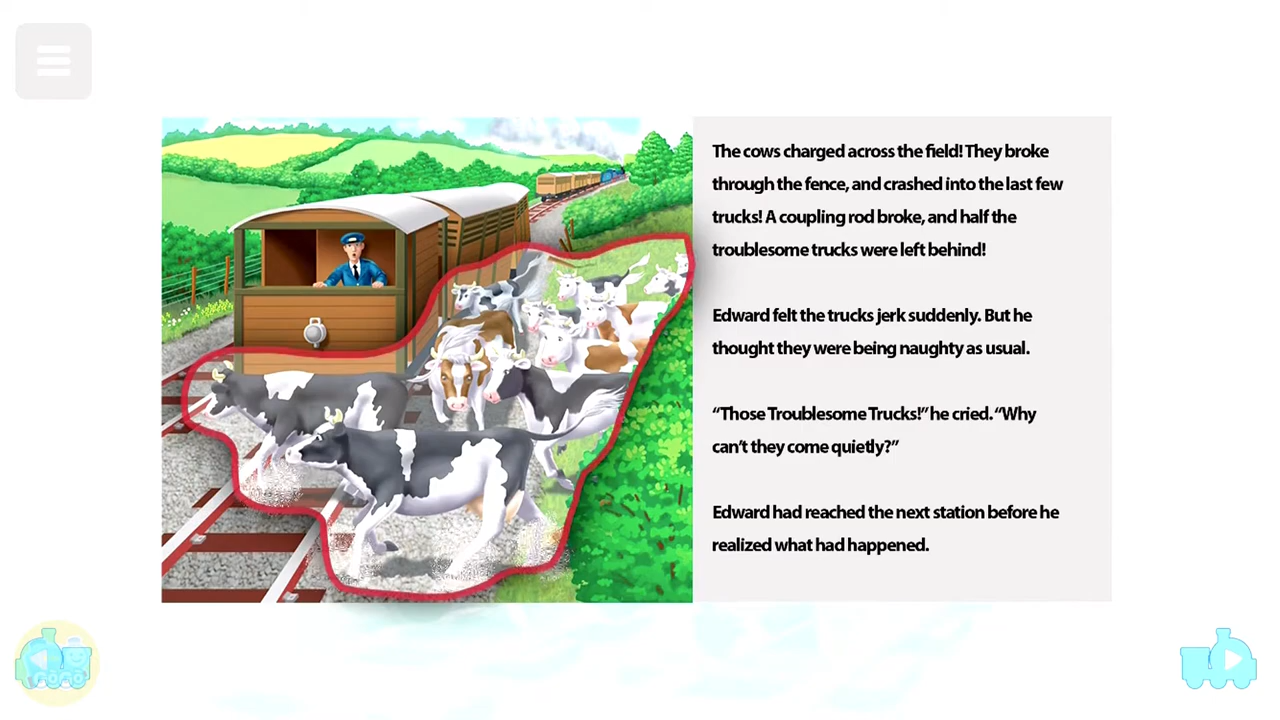 The cows charged across the field! They broke
through the fence, and crashed into the last few
trucks! A coupling rod broke, and half the
troublesome trucks were left behind!
Edward felt the trucks jerk suddenly. But he
thought they were being naughty as usual.
“Those Troublesome Trucks!” he cried. “Why
can’t they come quietly?”
Edward had reached the next station before he
realized what had happened.